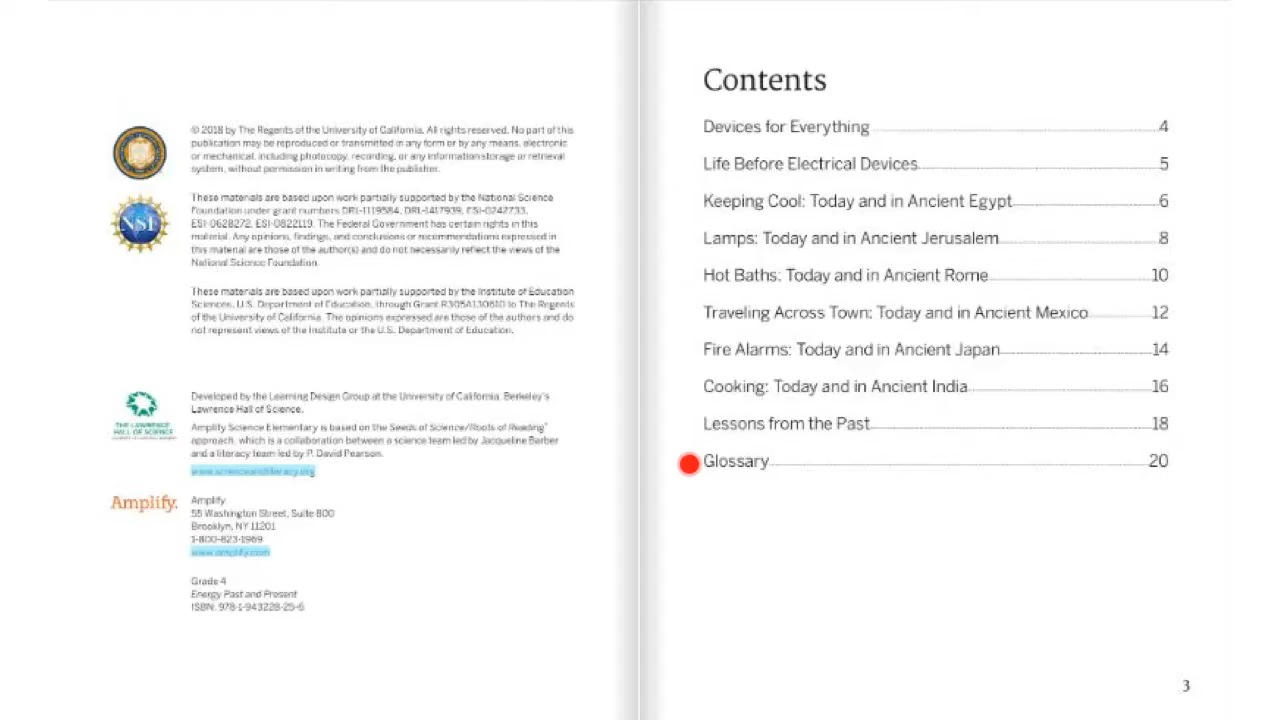 © 2018 by The Regents of the University of California. All rights reserved. No part of this
publication may be reproduced or transmitted in any form or by any means, electronic
or mechanical, including photocopy, recording, or any information storage or retrieval
system, without permission in writing from the publisher.
NSF
These materials are based upon work partially supported by the National Science
Foundation under grant numbers DRL-1119584, DRL-1417939, ESI-0242733,
ESI-0628272, ESI-0822119. The Federal Government has certain rights in this
material. Any opinions, findings, and conclusions or recommendations expressed in
this material are those of the author(s) and do not necessarily reflect the views of the
National Science Foundation.
These materials are based upon work partially supported by the Institute of Education
Sciences, U.S. Department of Education, through Grant R305A130610 to The Regents
of the University of California. The opinions expressed are those of the authors and do
not represent views of the Institute or the U.S. Department of Education.
THE LAWRENCE
HALL OF SCIENCE
Developed by the Learning Design Group at the University of California, Berkeley's
Lawrence Hall of Science.
Amplify Science Elementary is based on the Seeds of Science/Roots of Reading®
approach, which is a collaboration between a science team led by Jacqueline Barber
and a literacy team led by P. David Pearson.
www.scienceandliteracy.org
Amplify.
Amplify
55 Washington Street, Suite 800
Brooklyn, NY 11201
1-800-823-1969
www.amplify.com
Grade 4
Energy Past and Present
ISBN: 978-1-943228-25-6
Contents
Devices for Everything 4
Life Before Electrical Devices 5
Keeping Cool: Today and in Ancient Egypt 6
Lamps: Today and in Ancient Jerusalem 8
Hot Baths: Today and in Ancient Rome 10
Traveling Across Town: Today and in Ancient Mexico 12
Fire Alarms: Today and in Ancient Japan 14
Cooking: Today and in Ancient India 16
Lessons from the Past 18
Glossary 20
3